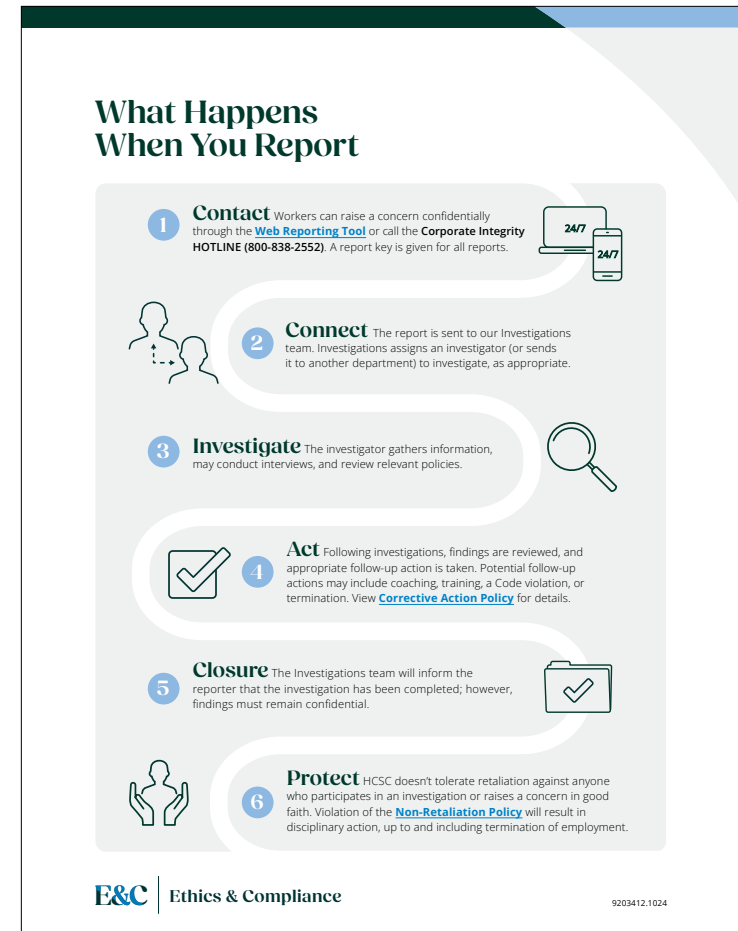 What Happens
When You Report
1
Contact Workers can raise a concern confidentially
through the Web Reporting Tool or call the Corporate Integrity
HOTLINE (800-838-2552). A report key is given for all reports.
24/7
24/7
2
Connect The report is sent to our Investigations
team. Investigations assigns an investigator (or sends
it to another department) to investigate, as appropriate.
3
Investigate The investigator gathers information,
may conduct interviews, and review relevant policies.
4
Act Following investigations, findings are reviewed, and
appropriate follow-up action is taken. Potential follow-up
actions may include coaching, training, a Code violation, or
termination. View Corrective Action Policy for details.
5
Closure The Investigations team will inform the
reporter that the investigation has been completed; however,
findings must remain confidential.
6
Protect HCSC doesn't tolerate retaliation against anyone
who participates in an investigation or raises a concern in good
faith. Violation of the Non-Retaliation Policy will result in
disciplinary action, up to and including termination of employment.
E&C Ethics & Compliance
9203412.1024